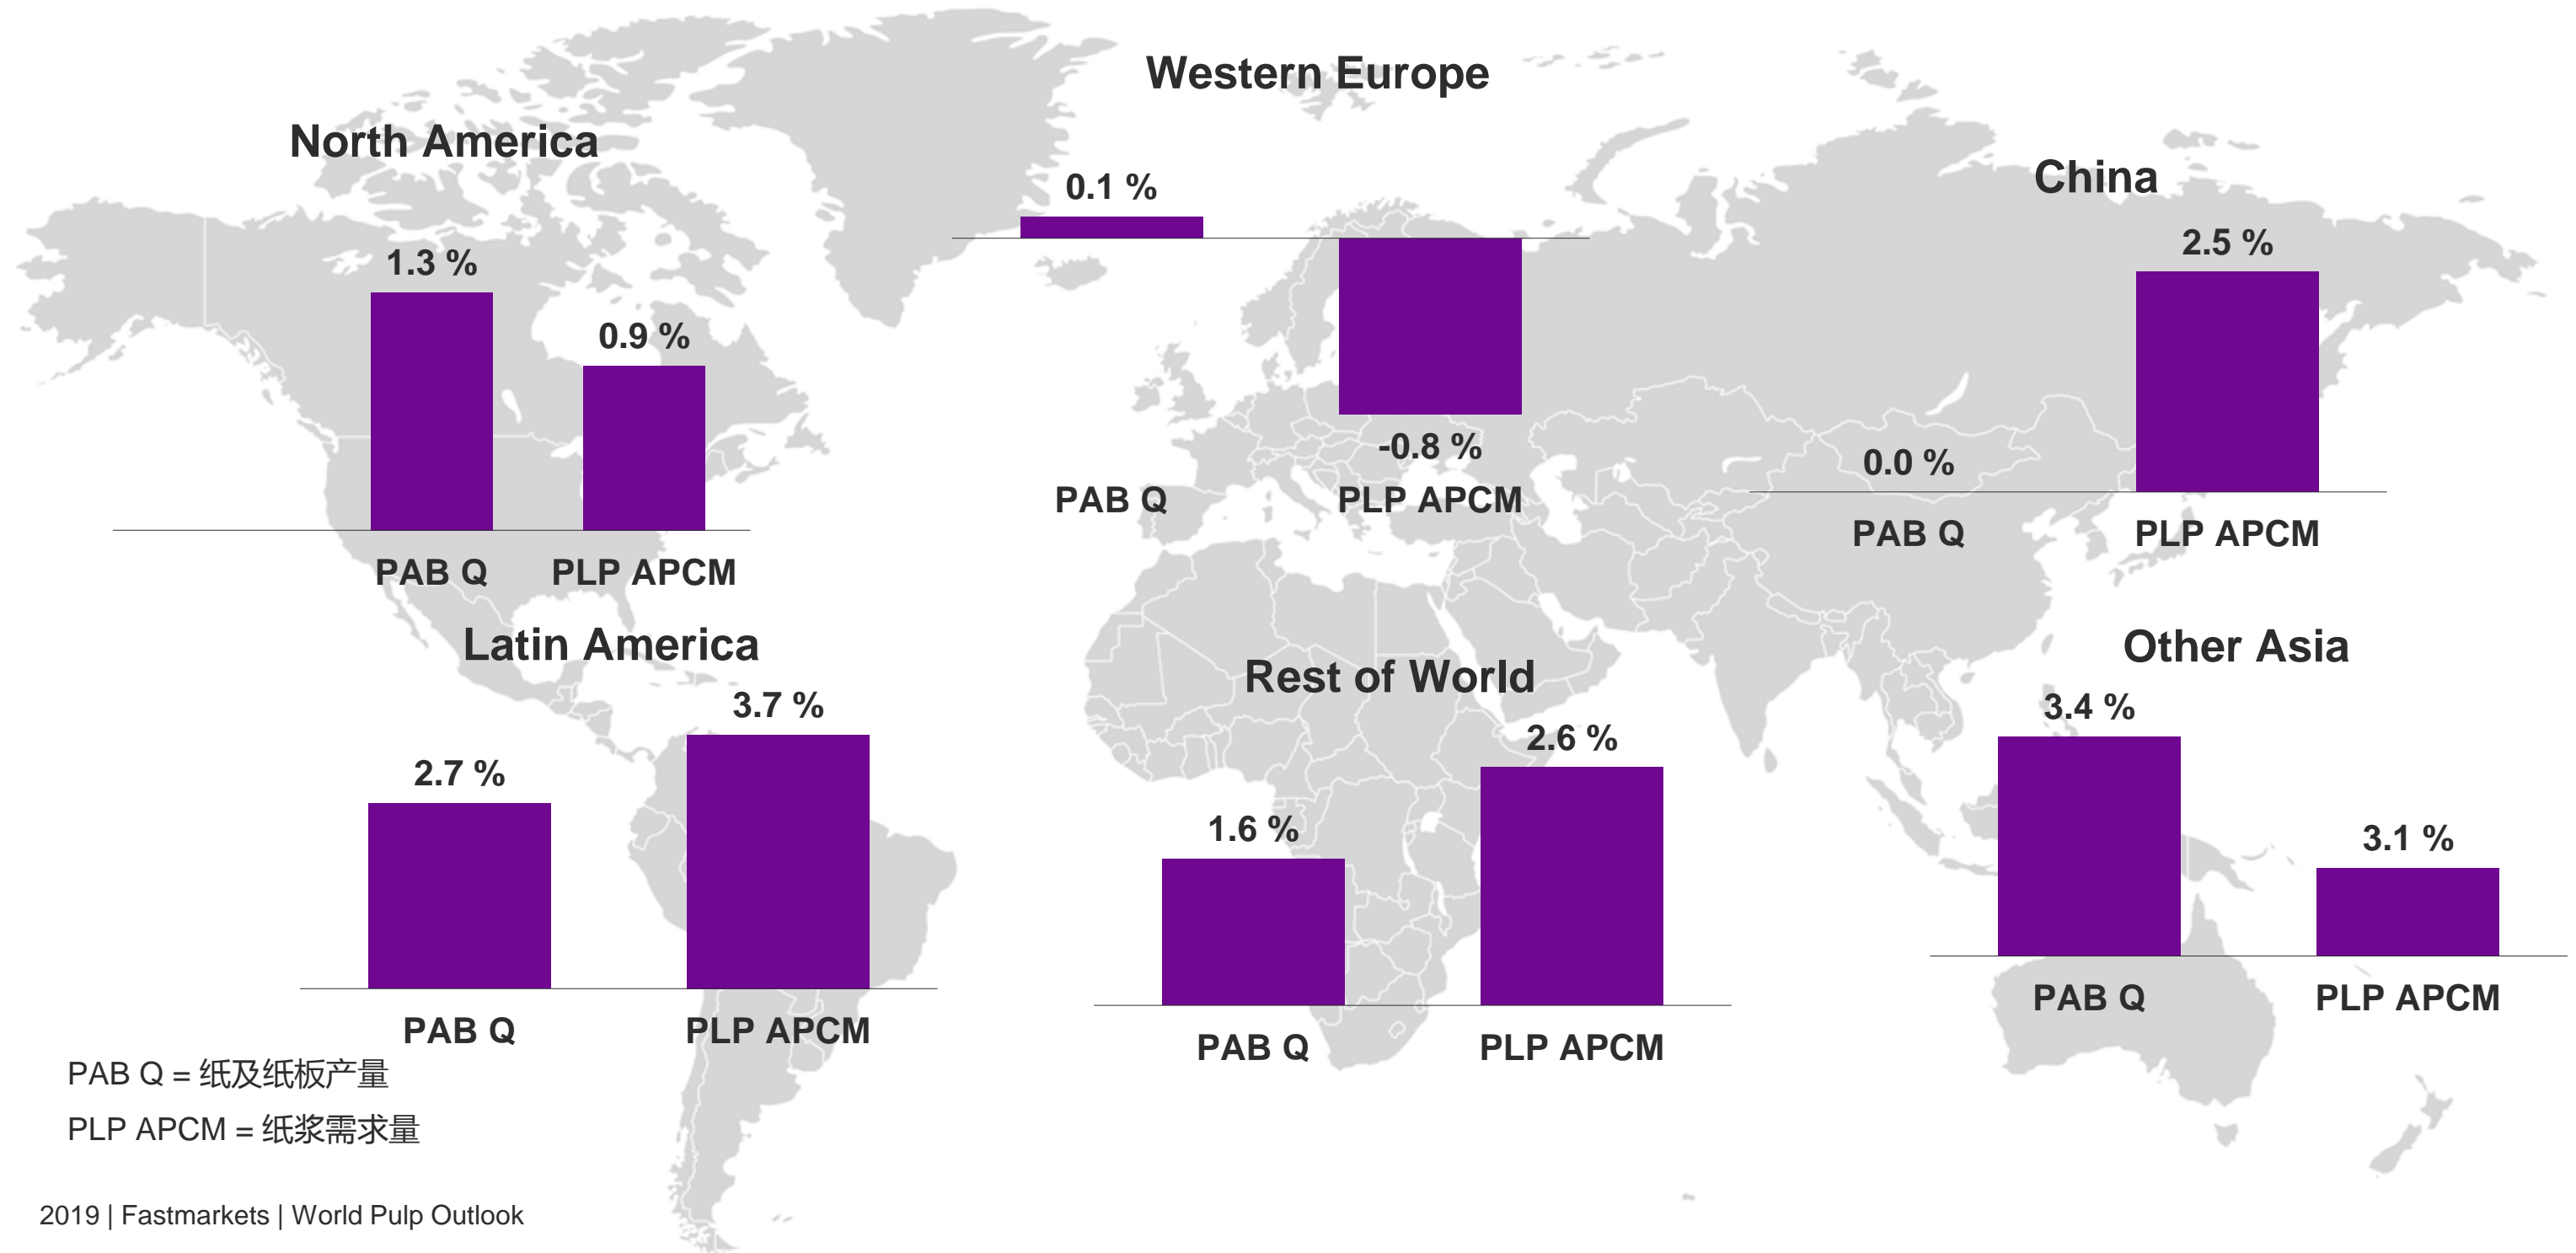 Western Europe
0.1 %
-0.8 %
PAB Q PLP APCM
North America
1.3 %
0.9 %
PAB Q PLP APCM
China
2.5 %
0.0 %
PAB Q PLP APCM
Latin America
3.7 %
2.7 %
PAB Q PLP APCM
Rest of World
2.6 %
1.6 %
PAB Q PLP APCM
Other Asia
3.4 %
3.1 %
PAB Q PLP APCM
PAB Q = 纸及纸板产量
PLP APCM = 纸浆需求量
2019 | Fastmarkets | World Pulp Outlook